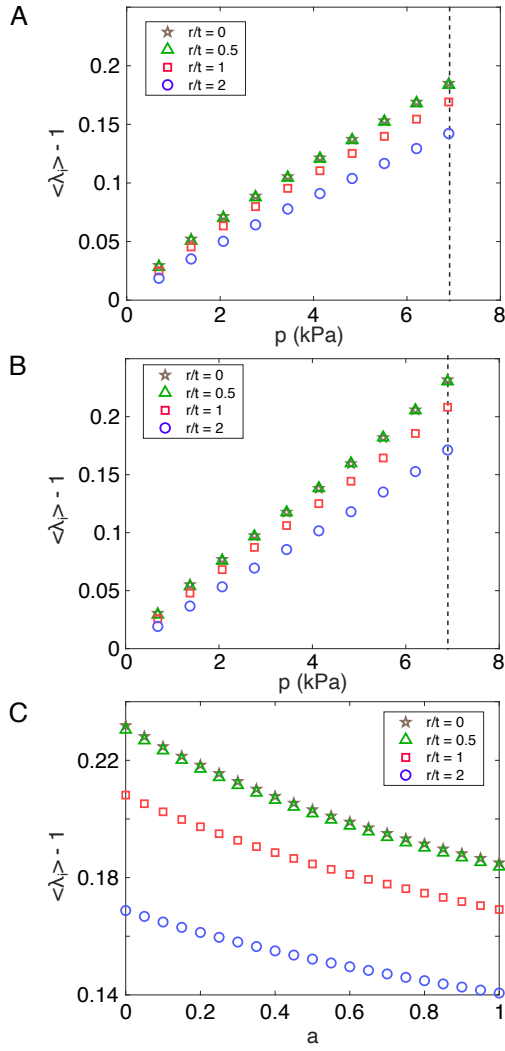 A
r/t = 0
r/t = 0.5
r/t = 1
r/t = 2
0.2
0.15
0.1
0.05
0
0 2 4 6 8
<λᵢ> - 1
p (kPa)
B
r/t = 0
r/t = 0.5
r/t = 1
r/t = 2
0.2
0.15
0.1
0.05
0
0 2 4 6 8
<λᵢ> - 1
p (kPa)
C
r/t = 0
r/t = 0.5
r/t = 1
r/t = 2
0.22
0.18
0.14
0 0.2 0.4 0.6 0.8 1
<λᵢ> - 1
a